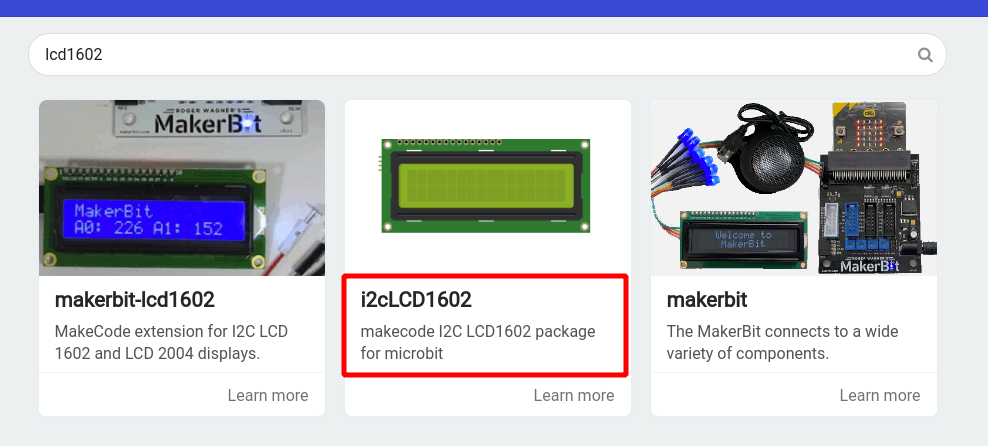 lcd1602
ROGER WAGNER'S
MakerBit
MakerBit
A0: 226 A1: 152
Welcome to
MakerBit
MakerBit
makerbit-lcd1602
MakeCode extension for I2C LCD
1602 and LCD 2004 displays.
Learn more
i2cLCD1602
makecode I2C LCD1602 package
for microbit
Learn more
makerbit
The MakerBit connects to a wide
variety of components.
Learn more